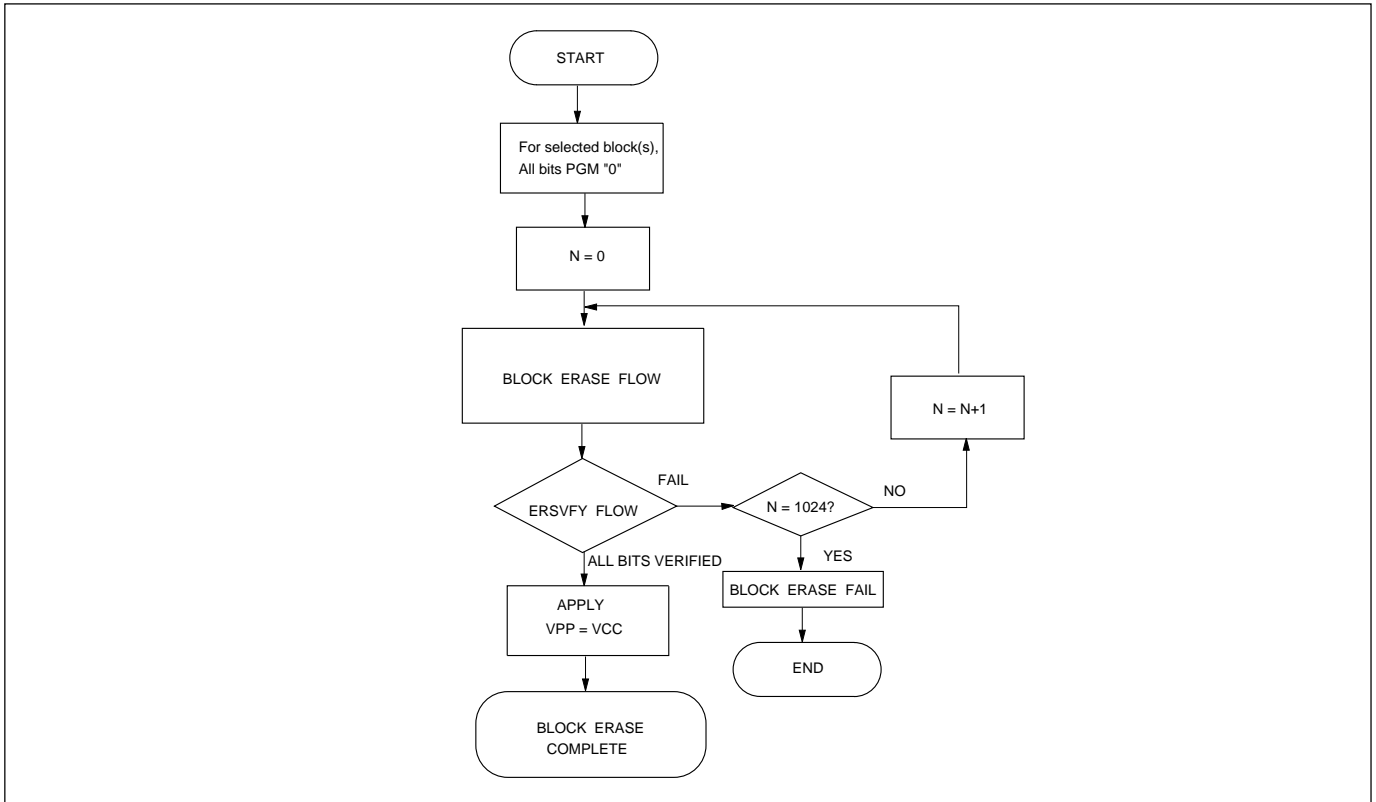 START
For selected block(s),
All bits PGM "0"
N = 0
BLOCK ERASE FLOW
N = N+1
FAIL
NO
ERSVFY FLOW
N = 1024?
ALL BITS VERIFIED
YES
APPLY
VPP = VCC
BLOCK ERASE FAIL
END
BLOCK ERASE
COMPLETE